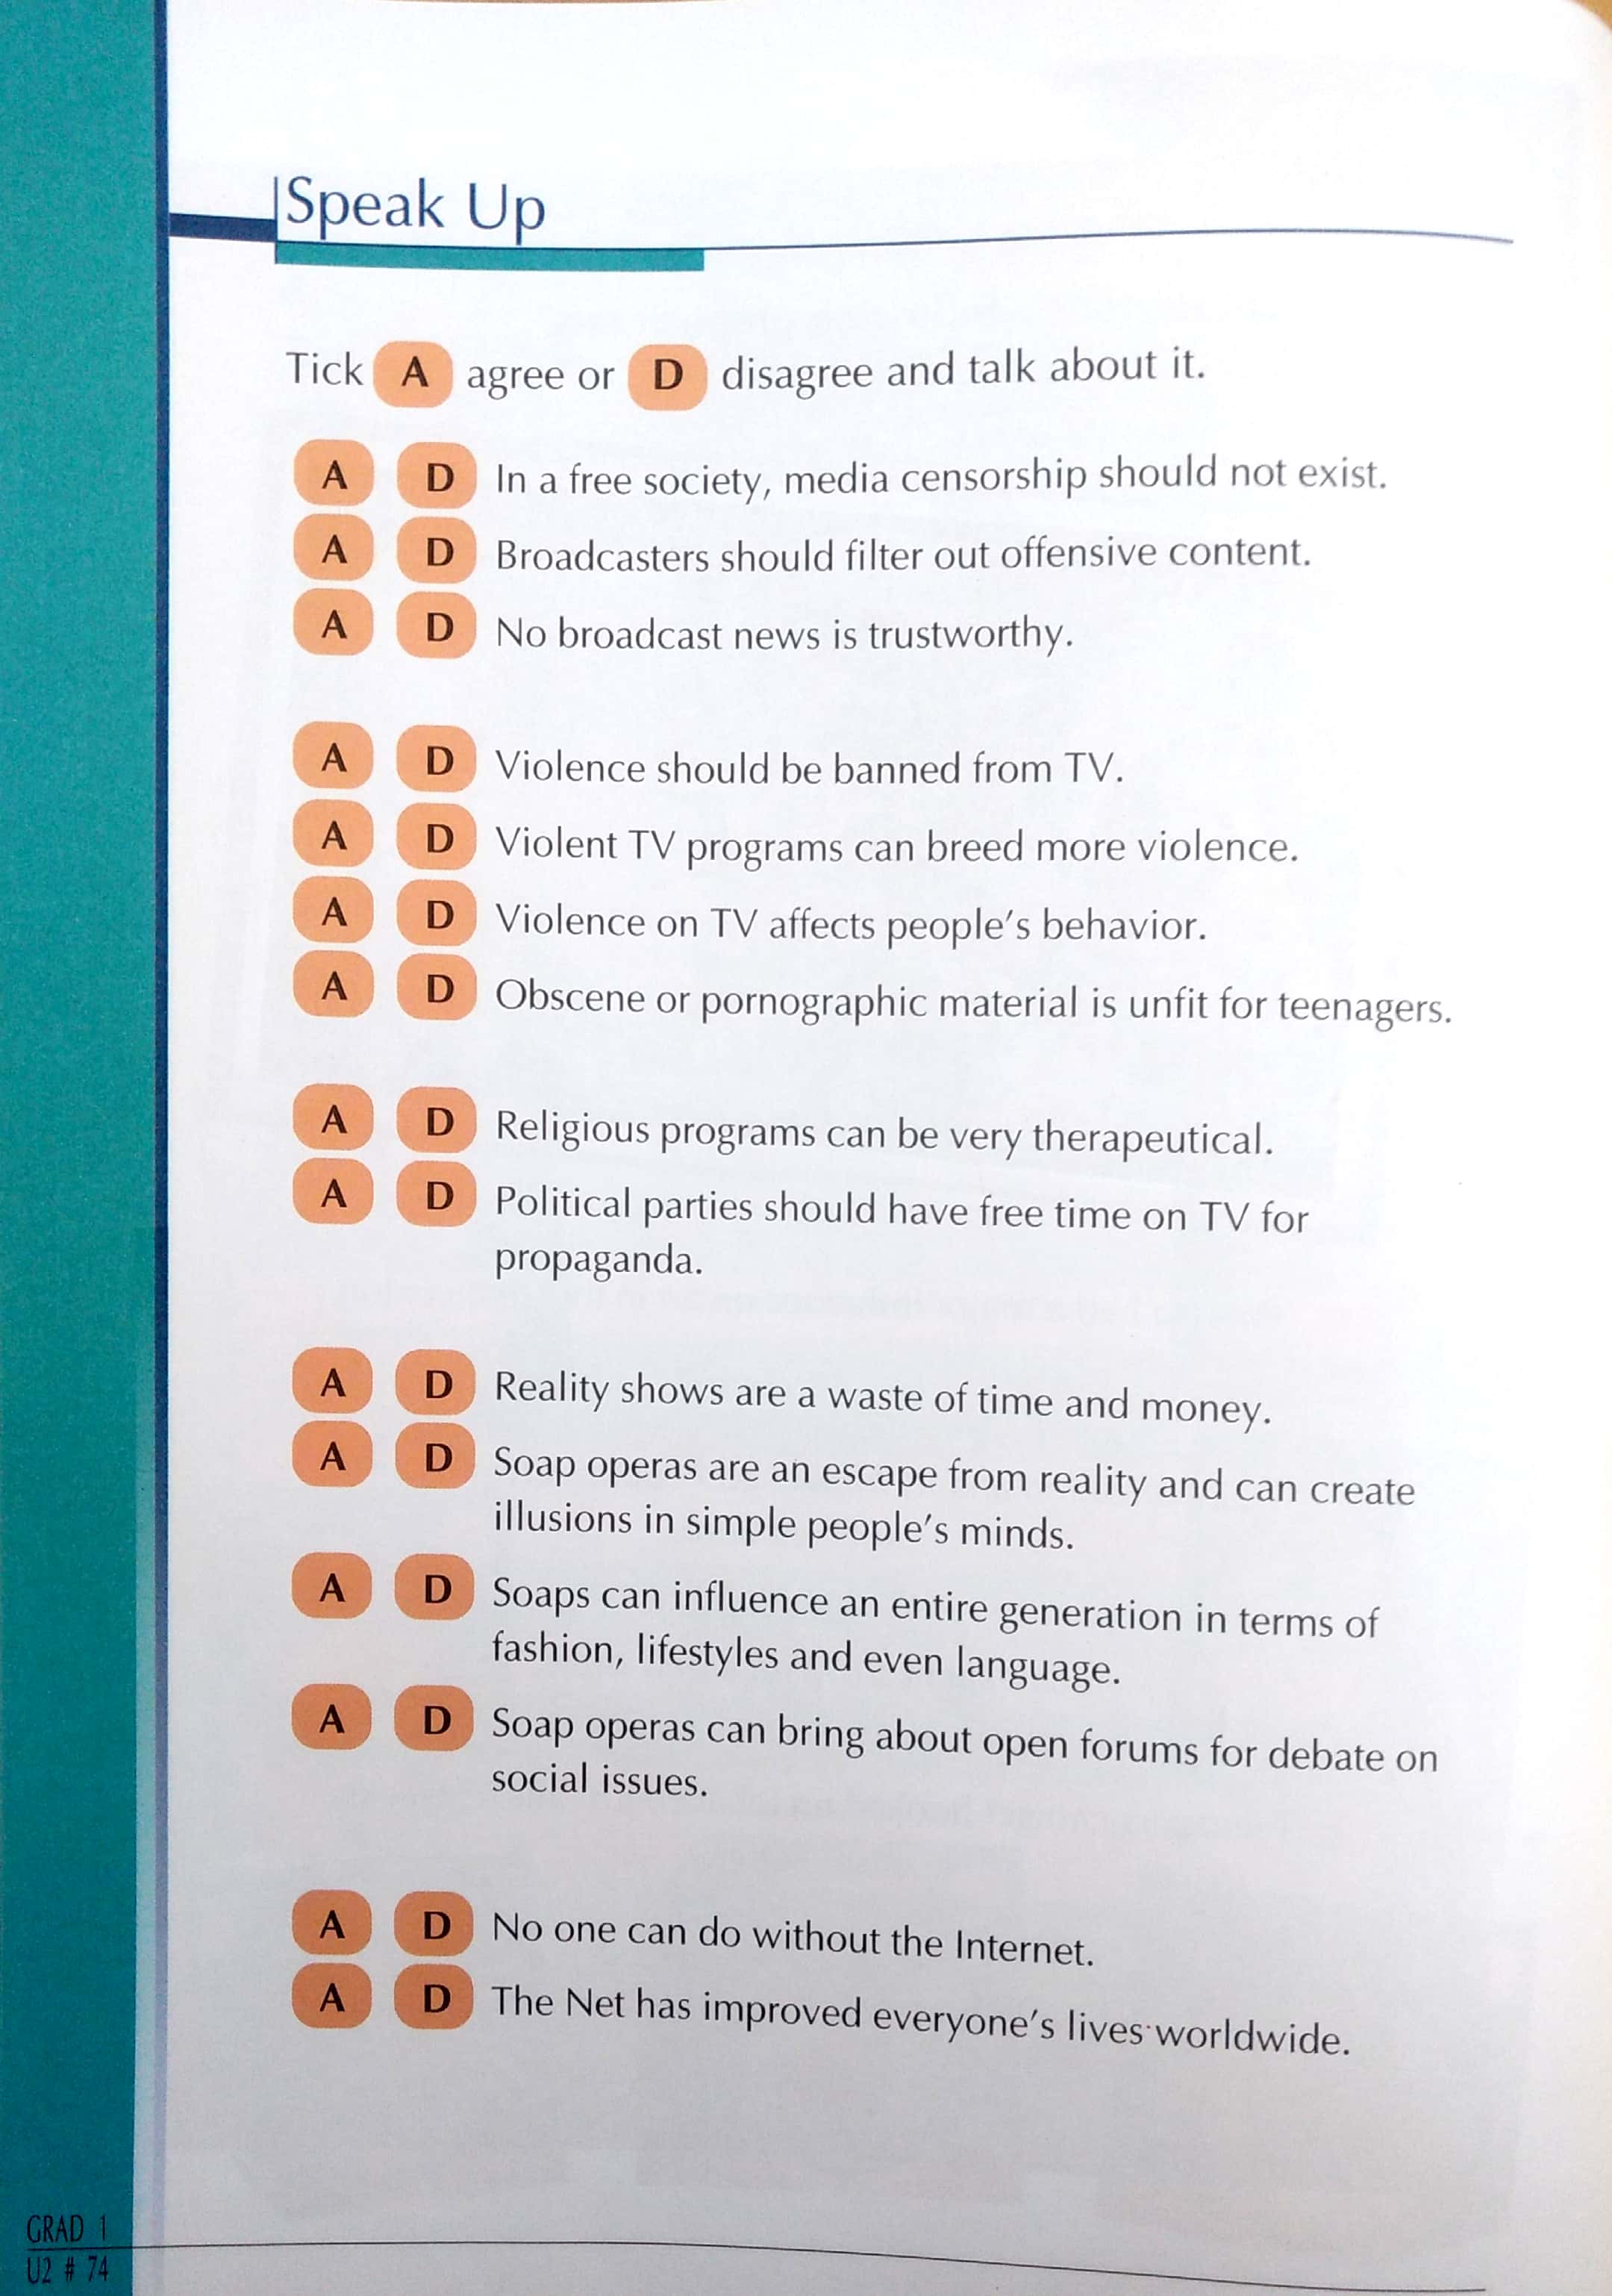 Speak Up
Tick A agree or D disagree and talk about it.
A D In a free society, media censorship should not exist.
A D Broadcasters should filter out offensive content.
A D No broadcast news is trustworthy.
A D Violence should be banned from TV.
A D Violent TV programs can breed more violence.
A D Violence on TV affects people's behavior.
A D Obscene or pornographic material is unfit for teenagers.
A D Religious programs can be very therapeutical.
A D Political parties should have free time on TV for
propaganda.
A D Reality shows are a waste of time and money.
A D Soap operas are an escape from reality and can create
illusions in simple people's minds.
A D Soaps can influence an entire generation in terms of
fashion, lifestyles and even language.
A D Soap operas can bring about open forums for debate on
social issues.
A D No one can do without the Internet.
A D The Net has improved everyone's lives worldwide.
GRAD 1
U2 # 74